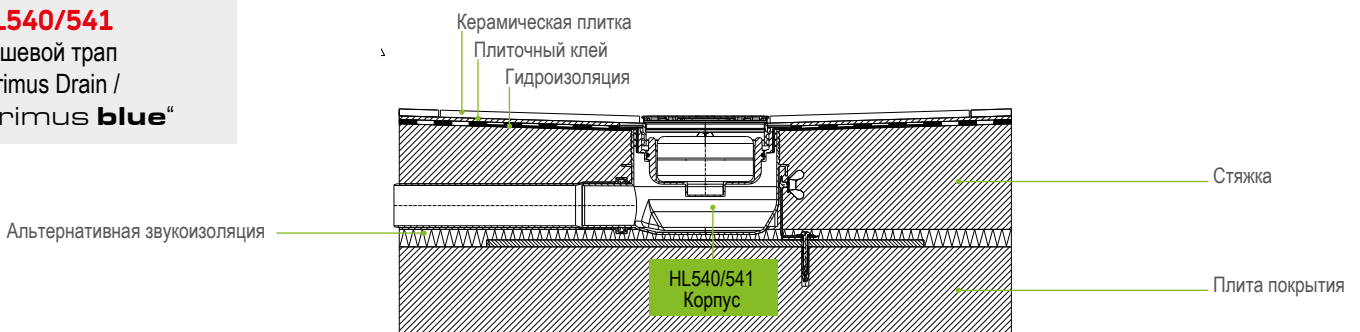 L540/541
шевой трап
rimus Drain /
rimus blue“
Керамическая плитка
Плиточный клей
Гидроизоляция
Стяжка
Альтернативная звукоизоляция
HL540/541
Корпус
Плита покрытия